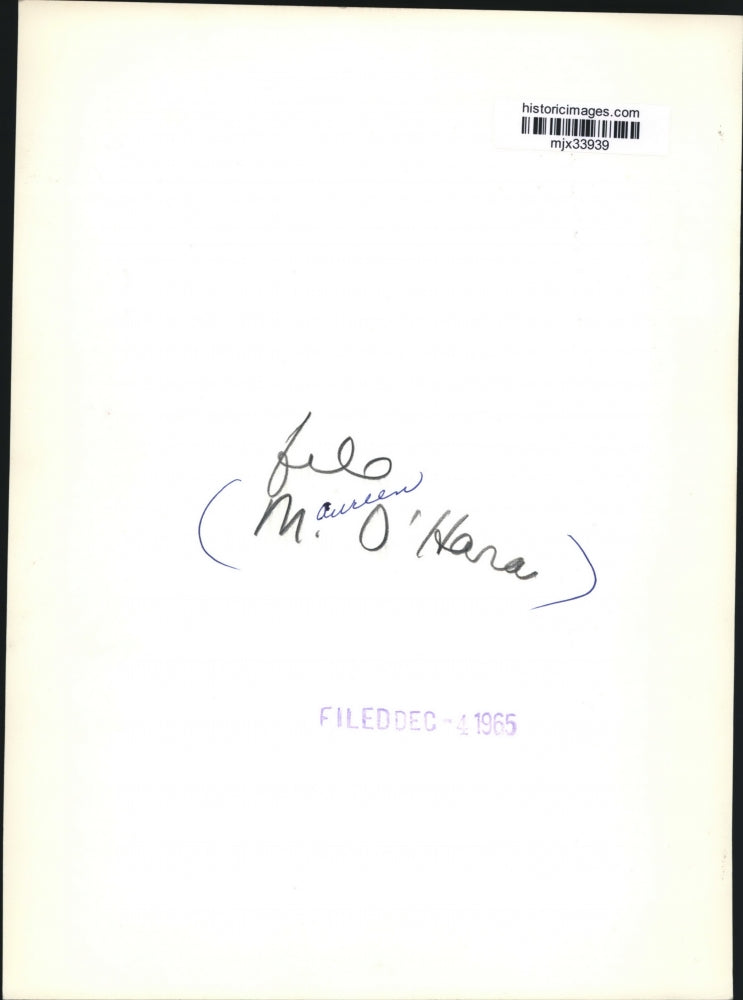 historicimages.com
mjx33939
file
(Maureen O'Hara)
FILED DEC -4 1965